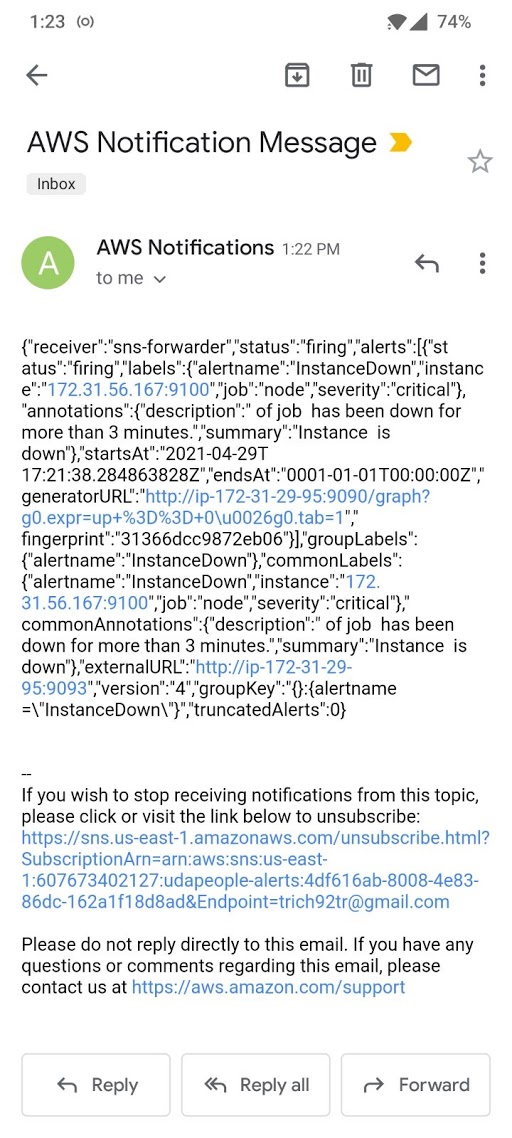 1:23
74%
AWS Notification Message
Inbox
A
AWS Notifications 1:22 PM
to me
{"receiver":"sns-forwarder","status":"firing","alerts":[{"st
atus":"firing","labels":{"alertname":"InstanceDown","instanc
e":"172.31.56.167:9100","job":"node","severity":"critical"},
"annotations":{"description":" of job  has been down for
more than 3 minutes.","summary":"Instance  is
down"},"startsAt":"2021-04-29T
17:21:38.284863828Z","endsAt":"0001-01-01T00:00:00Z","
generatorURL":"http://ip-172-31-29-95:9090/graph?
g0.expr=up+%3D%3D+0\u0026g0.tab=1","
fingerprint":"31366dcc9872eb06"}],"groupLabels":
{"alertname":"InstanceDown"},"commonLabels":
{"alertname":"InstanceDown","instance":"172.
31.56.167:9100","job":"node","severity":"critical"},"
commonAnnotations":{"description":" of job  has been
down for more than 3 minutes.","summary":"Instance  is
down"},"externalURL":"http://ip-172-31-29-
95:9093","version":"4","groupKey":"{}:{alertname
=\"InstanceDown\"}","truncatedAlerts":0}
--
If you wish to stop receiving notifications from this topic,
please click or visit the link below to unsubscribe:
https://sns.us-east-1.amazonaws.com/unsubscribe.html?
SubscriptionArn=arn:aws:sns:us-east-
1:607673402127:udapeople-alerts:4df616ab-8008-4e83-
86dc-162a1f18d8ad&Endpoint=trich92tr@gmail.com
Please do not reply directly to this email. If you have any
questions or comments regarding this email, please
contact us at https://aws.amazon.com/support
Reply
Reply all
Forward